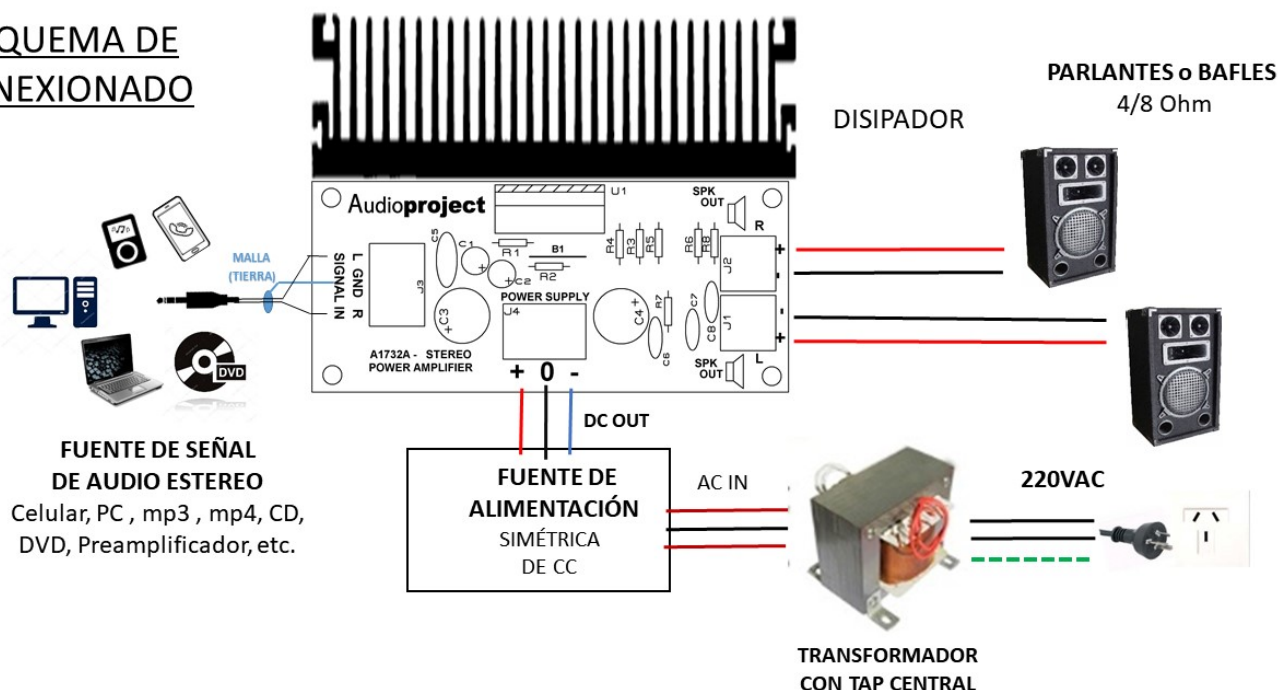 QUEMA DE
NEXIONADO
PARLANTES o BAFLES
4/8 Ohm
DISIPADOR
Audioproject
U1
SPK
OUT
R
C5
C1
R1
B1
R2
C2
R4
R3
R5
R6
R8
J2
+
-
MALLA
(TIERRA)
L GND R
SIGNAL IN
J3
C3
+
POWER SUPPLY
J4
C4
+
R7
C6
C7
C8
J1
-
+
L
SPK
OUT
A1732A - STEREO
POWER AMPLIFIER
+ 0 -
DVD
DC OUT
FUENTE DE SEÑAL
DE AUDIO ESTEREO
Celular, PC , mp3 , mp4, CD,
DVD, Preamplificador, etc.
FUENTE DE
ALIMENTACIÓN
SIMÉTRICA
DE CC
AC IN
220VAC
TRANSFORMADOR
CON TAP CENTRAL